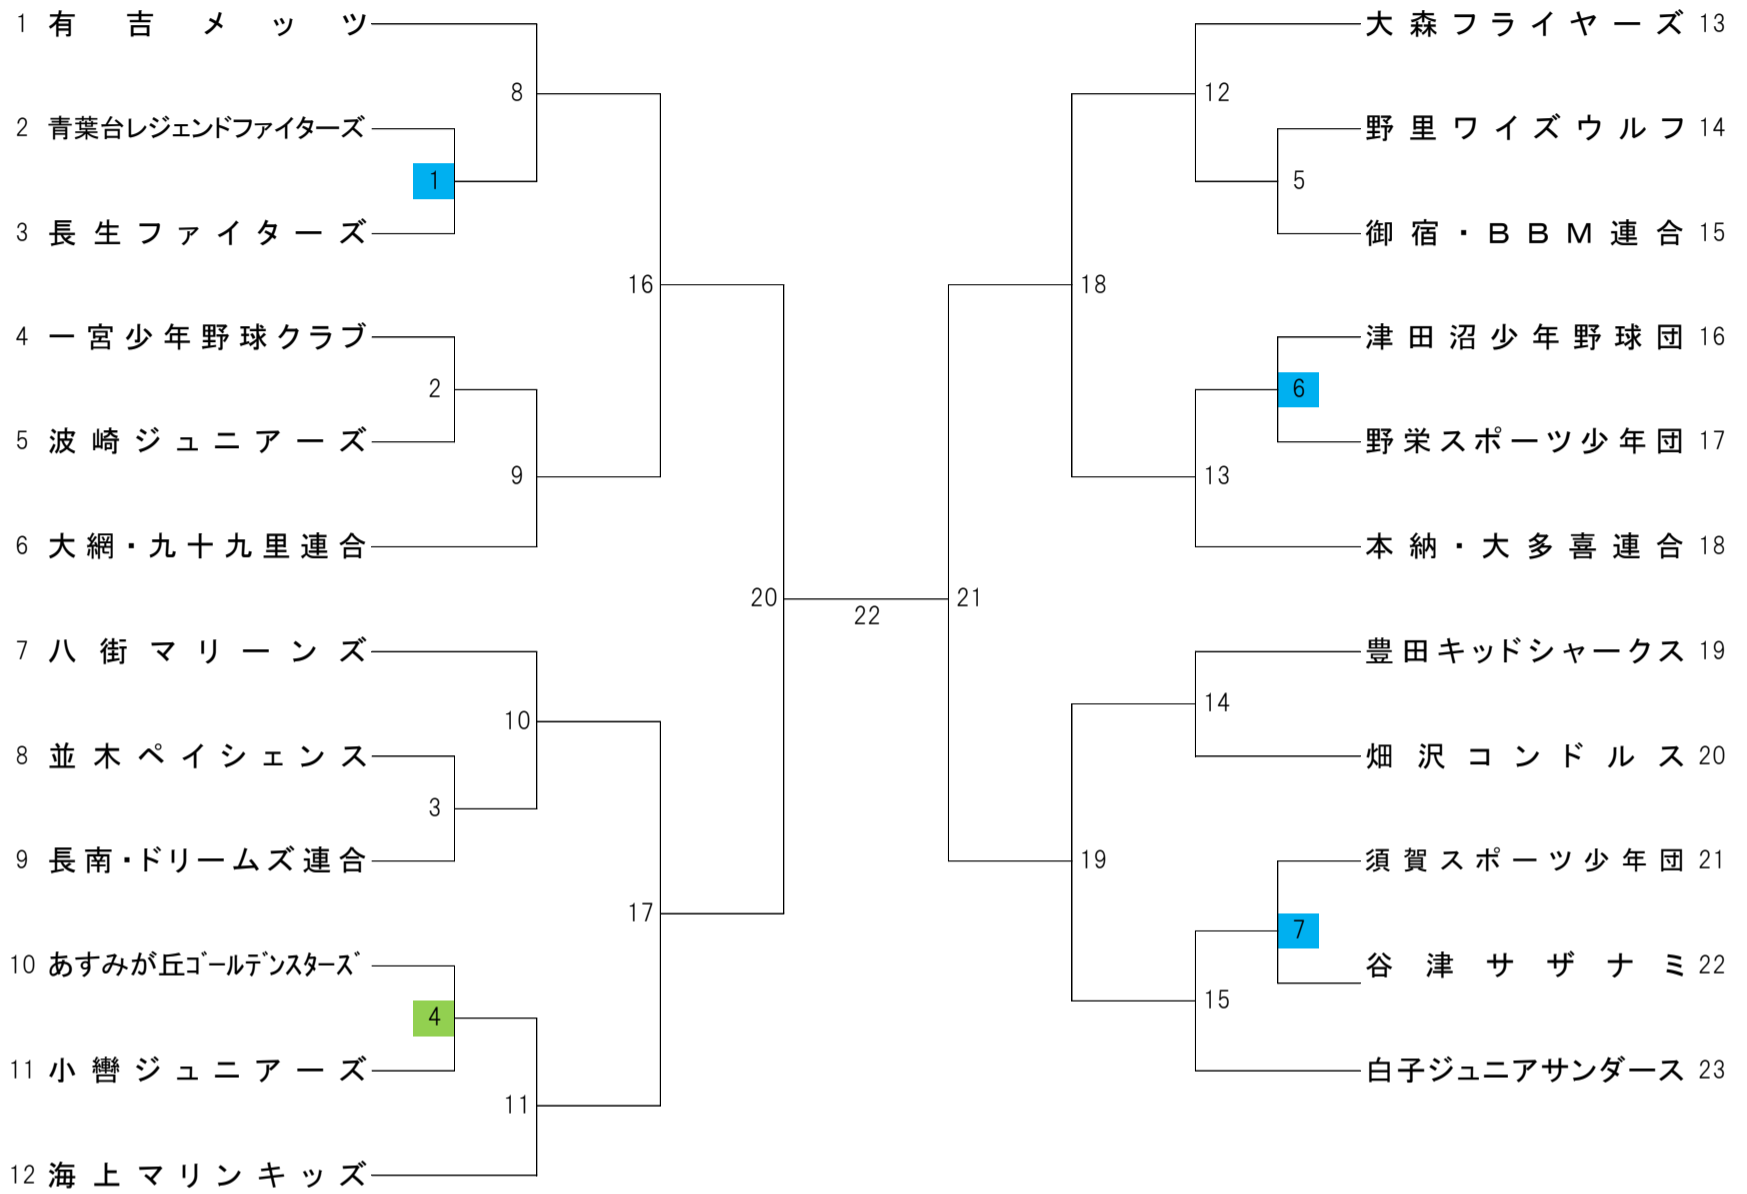 1 有吉メッツ
2 青葉台レジェンドファイターズ
3 長生ファイターズ
4 一宮少年野球クラブ
5 波崎ジュニアーズ
6 大網・九十九里連合
7 八街マリーンズ
8 並木ペイシェンス
9 長南・ドリームズ連合
10 あすみが丘ｺﾞｰﾙﾃﾞﾝスターズ
11 小轡ジュニアーズ
12 海上マリンキッズ
1
2
3
4
8
9
10
11
16
17
20
22
21
18
19
12
13
14
15
5
6
7
大森フライヤーズ 13
野里ワイズウルフ 14
御宿・ＢＢＭ連合 15
津田沼少年野球団 16
野栄スポーツ少年団 17
本納・大多喜連合 18
豊田キッドシャークス 19
畑沢コンドルス 20
須賀スポーツ少年団 21
谷津サザナミ 22
白子ジュニアサンダース 23